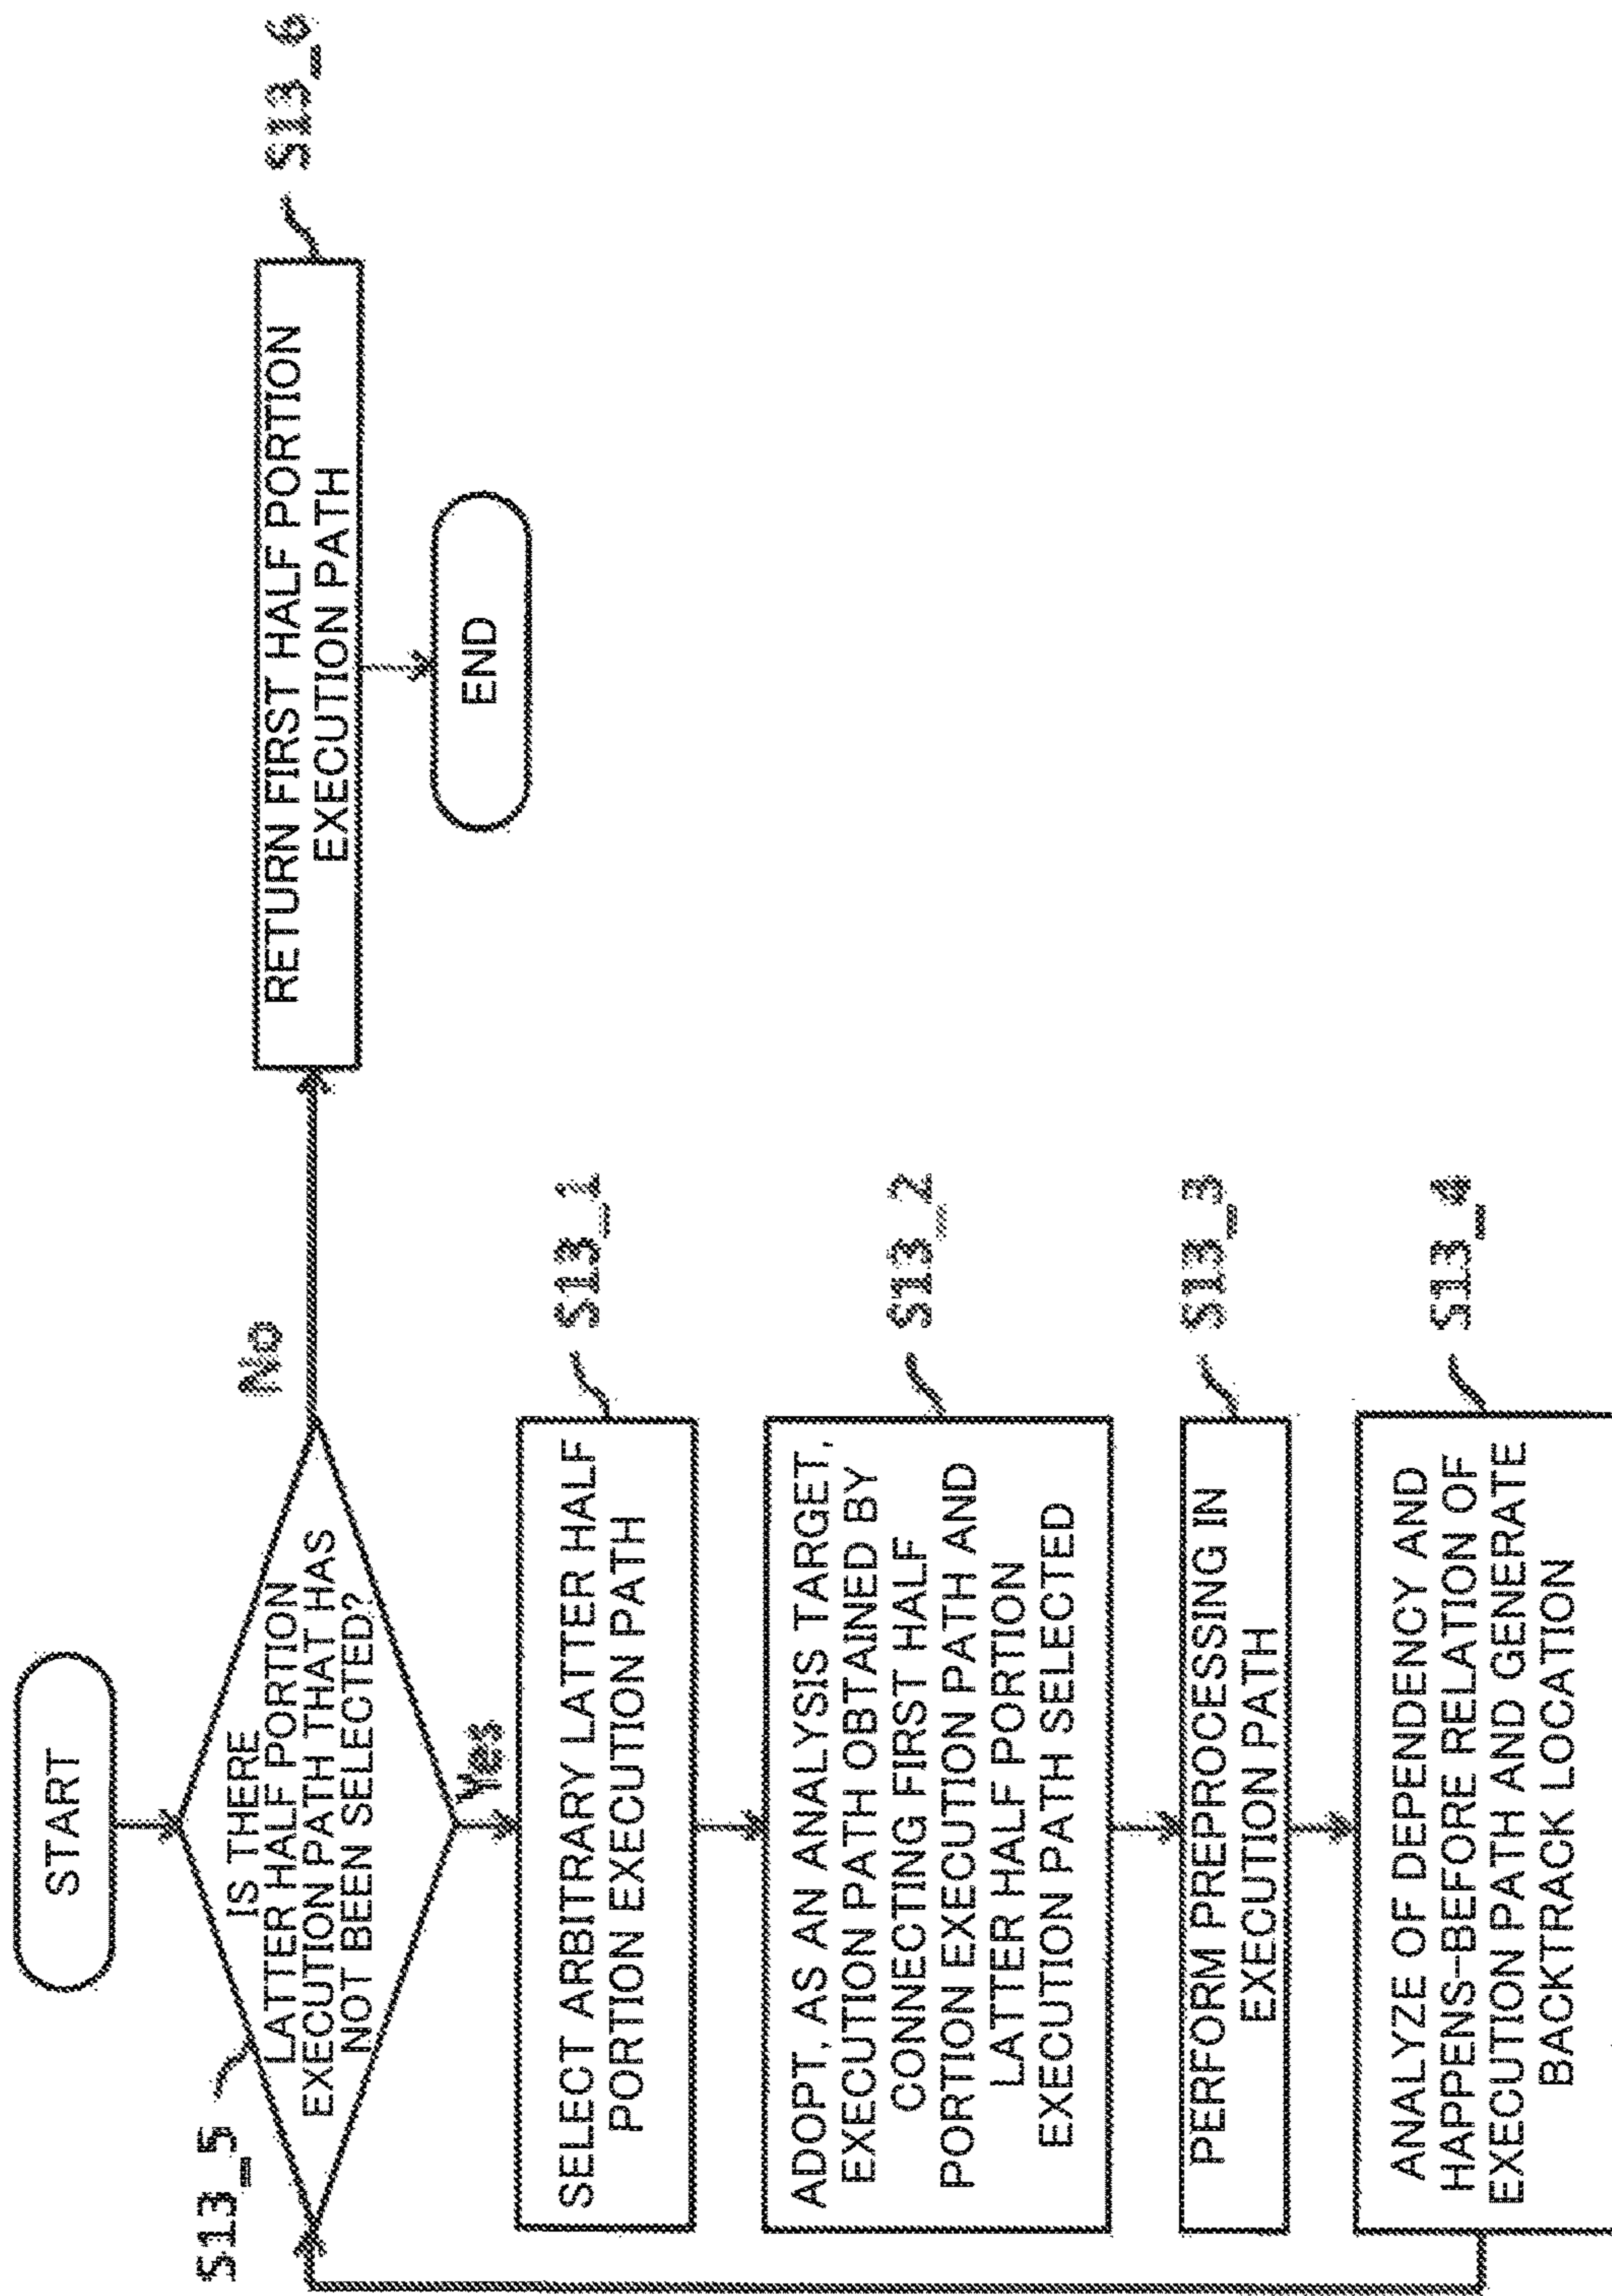 START
S13_5
IS THERE
LATTER HALF PORTION
EXECUTION PATH THAT HAS
NOT BEEN SELECTED?
No
Yes
RETURN FIRST HALF PORTION
EXECUTION PATH
S13_6
END
SELECT ARBITRARY LATTER HALF
PORTION EXECUTION PATH
S13_1
ADOPT, AS AN ANALYSIS TARGET,
EXECUTION PATH OBTAINED BY
CONNECTING FIRST HALF
PORTION EXECUTION PATH AND
LATTER HALF PORTION
EXECUTION PATH SELECTED
S13_2
PERFORM PREPROCESSING IN
EXECUTION PATH
S13_3
ANALYZE OF DEPENDENCY AND
HAPPENS-BEFORE RELATION OF
EXECUTION PATH AND GENERATE
BACKTRACK LOCATION
S13_4